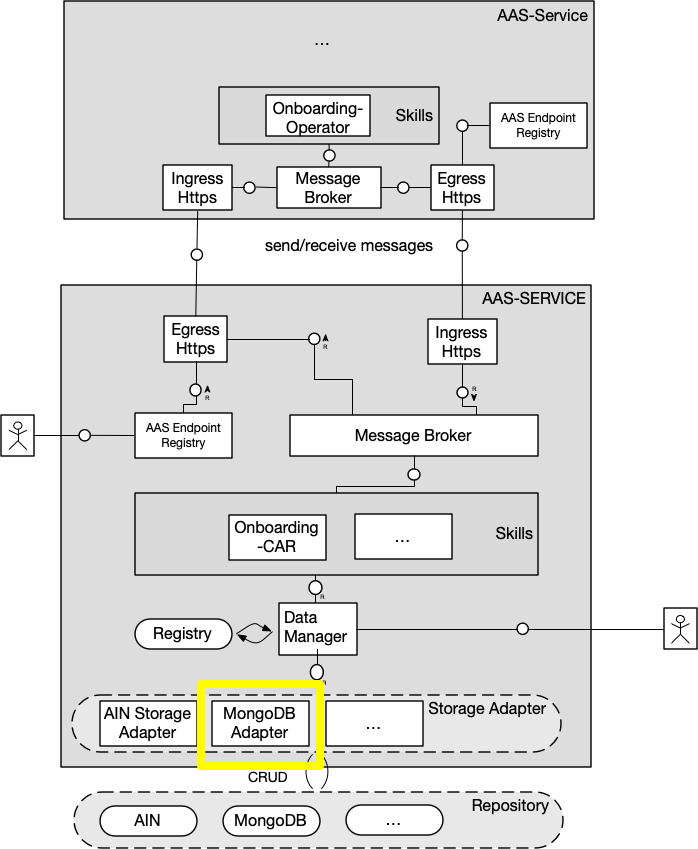 AAS-Service
...
Onboarding-
Operator
Skills
AAS Endpoint
Registry
Ingress
Https
Message
Broker
Egress
Https
send/receive messages
AAS-SERVICE
Egress
Https
R
Ingress
Https
R
R
AAS Endpoint
Registry
Message Broker
Onboarding
-CAR
...
Skills
R
Registry
Data
Manager
R
AIN Storage
Adapter
MongoDB
Adapter
...
Storage Adapter
CRUD
Repository
AIN
MongoDB
...